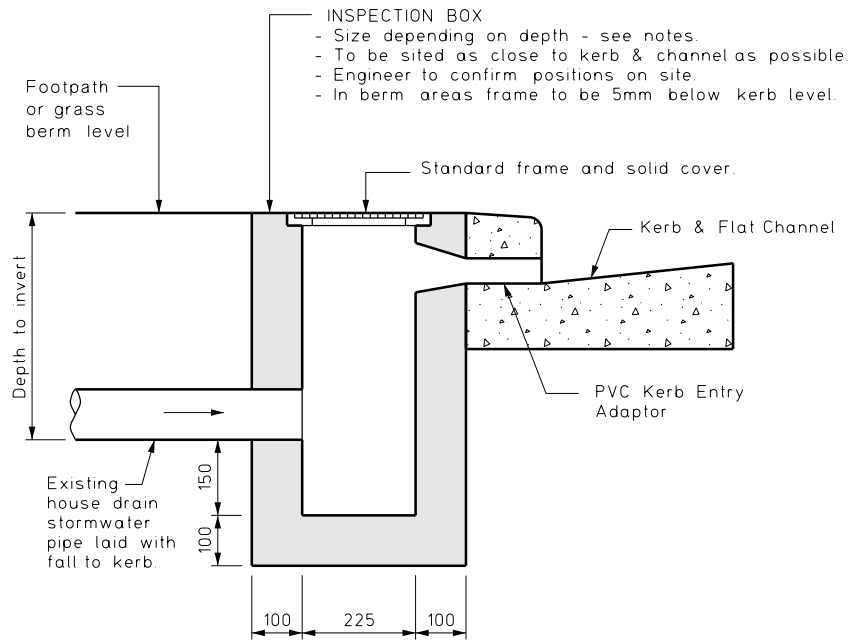 INSPECTION BOX
- Size depending on depth - see notes.
- To be sited as close to kerb & channel as possible.
- Engineer to confirm positions on site.
- In berm areas frame to be 5mm below kerb level.
Footpath
or grass
berm level
Standard frame and solid cover.
Kerb & Flat Channel
Depth to invert
PVC Kerb Entry
Adaptor
Existing
house drain
stormwater
pipe laid with
fall to kerb.
150
100
100
225
100